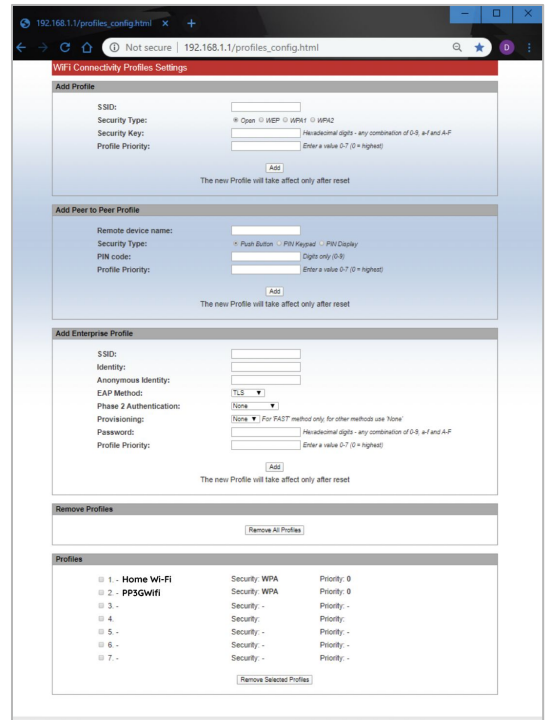 192.168.1.1/profiles_config.html × +
Not secure | 192.168.1.1/profiles_config.html D
WiFi Connectivity Profiles Settings
Add Profile
SSID:
Security Type: Open WEP WPA1 WPA2
Security Key: Hexadecimal digits - any combination of 0-9, a-f and A-F
Profile Priority: Enter a value 0-7 (0 = highest)
Add
The new Profile will take affect only after reset
Add Peer to Peer Profile
Remote device name:
Security Type: Push Button PIN Keypad PIN Display
PIN code: Digits only (0-9)
Profile Priority: Enter a value 0-7 (0 = highest)
Add
The new Profile will take affect only after reset
Add Enterprise Profile
SSID:
Identity:
Anonymous Identity:
EAP Method: TLS
Phase 2 Authentication: None
Provisioning: None For 'FAST' method only, for other methods use 'None'
Password: Hexadecimal digits - any combination of 0-9, a-f and A-F
Profile Priority: Enter a value 0-7 (0 = highest)
Add
The new Profile will take affect only after reset
Remove Profiles
Remove All Profiles
Profiles
1. - Home Wi-Fi Security: WPA Priority: 0
2. - PP3GWifi Security: WPA Priority: 0
3. - Security: - Priority: -
4. Security: Priority:
5. - Security: - Priority: -
6. - Security: - Priority: -
7. - Security: - Priority: -
Remove Selected Profiles